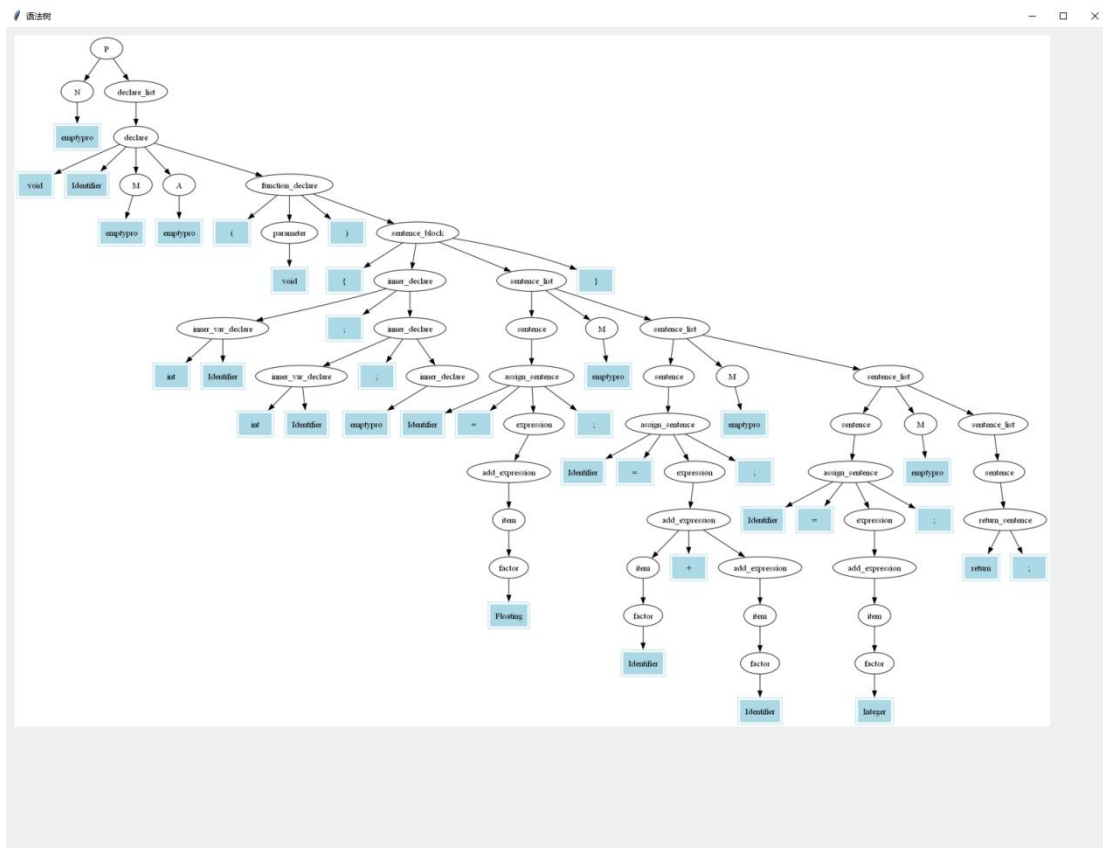 语法树
P
N declare_list
emptypro declare
void Identifier M A function_declare
emptypro emptypro ( parameter ) sentence_block
void { inner_declare sentence_list }
inner_var_declare ; inner_declare sentence M sentence_list
int Identifier inner_var_declare ; inner_declare assign_sentence emptypro sentence M sentence_list
int Identifier emptypro Identifier = expression ; assign_sentence emptypro sentence M sentence_list
add_expression Identifier = expression ; assign_sentence emptypro sentence
item add_expression Identifier = expression ; return_sentence
factor item + add_expression add_expression return ;
Floating factor item item
Identifier factor factor
Identifier Integer